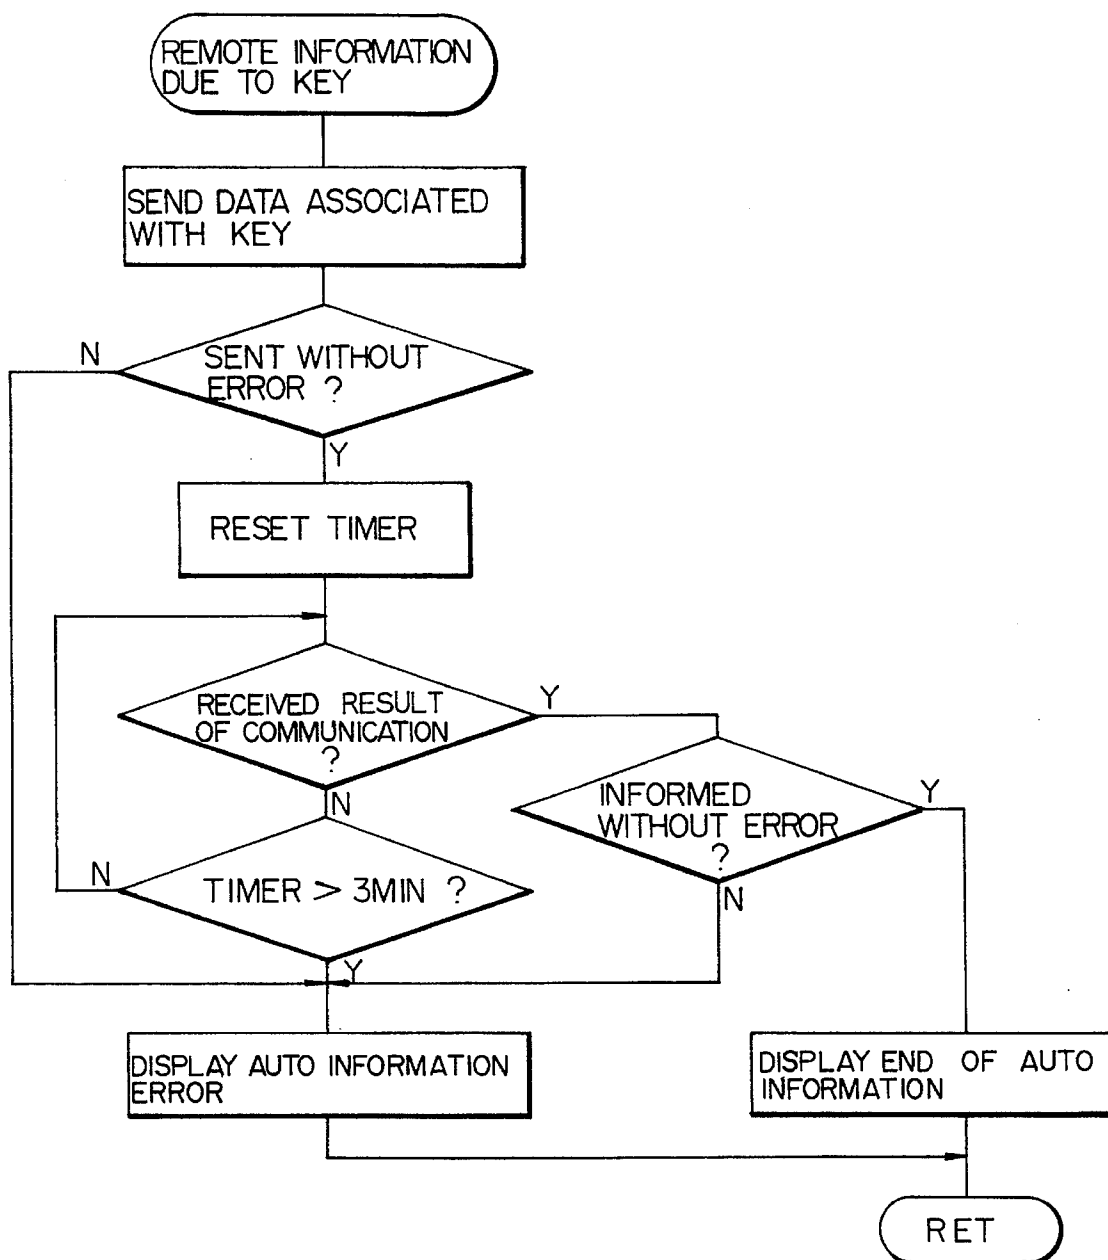 REMOTE INFORMATION
DUE TO KEY
SEND DATA ASSOCIATED
WITH KEY
N
SENT WITHOUT
ERROR ?
Y
RESET TIMER
RECEIVED RESULT
OF COMMUNICATION
?
Y
N
INFORMED
WITHOUT ERROR
?
Y
N
N
TIMER > 3MIN ?
Y
DISPLAY AUTO INFORMATION
ERROR
DISPLAY END OF AUTO
INFORMATION
RET